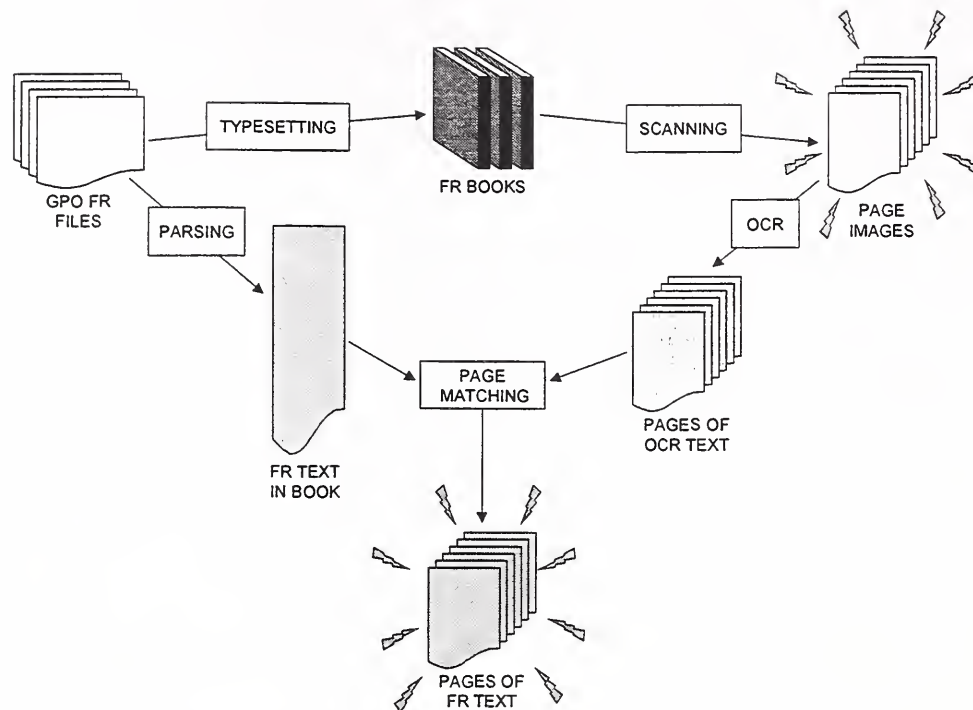 TYPESETTING
SCANNING
FR BOOKS
GPO FR
FILES
PAGE
IMAGES
PARSING
OCR
PAGE
MATCHING
PAGES OF
OCR TEXT
FR TEXT
IN BOOK
PAGES OF
FR TEXT